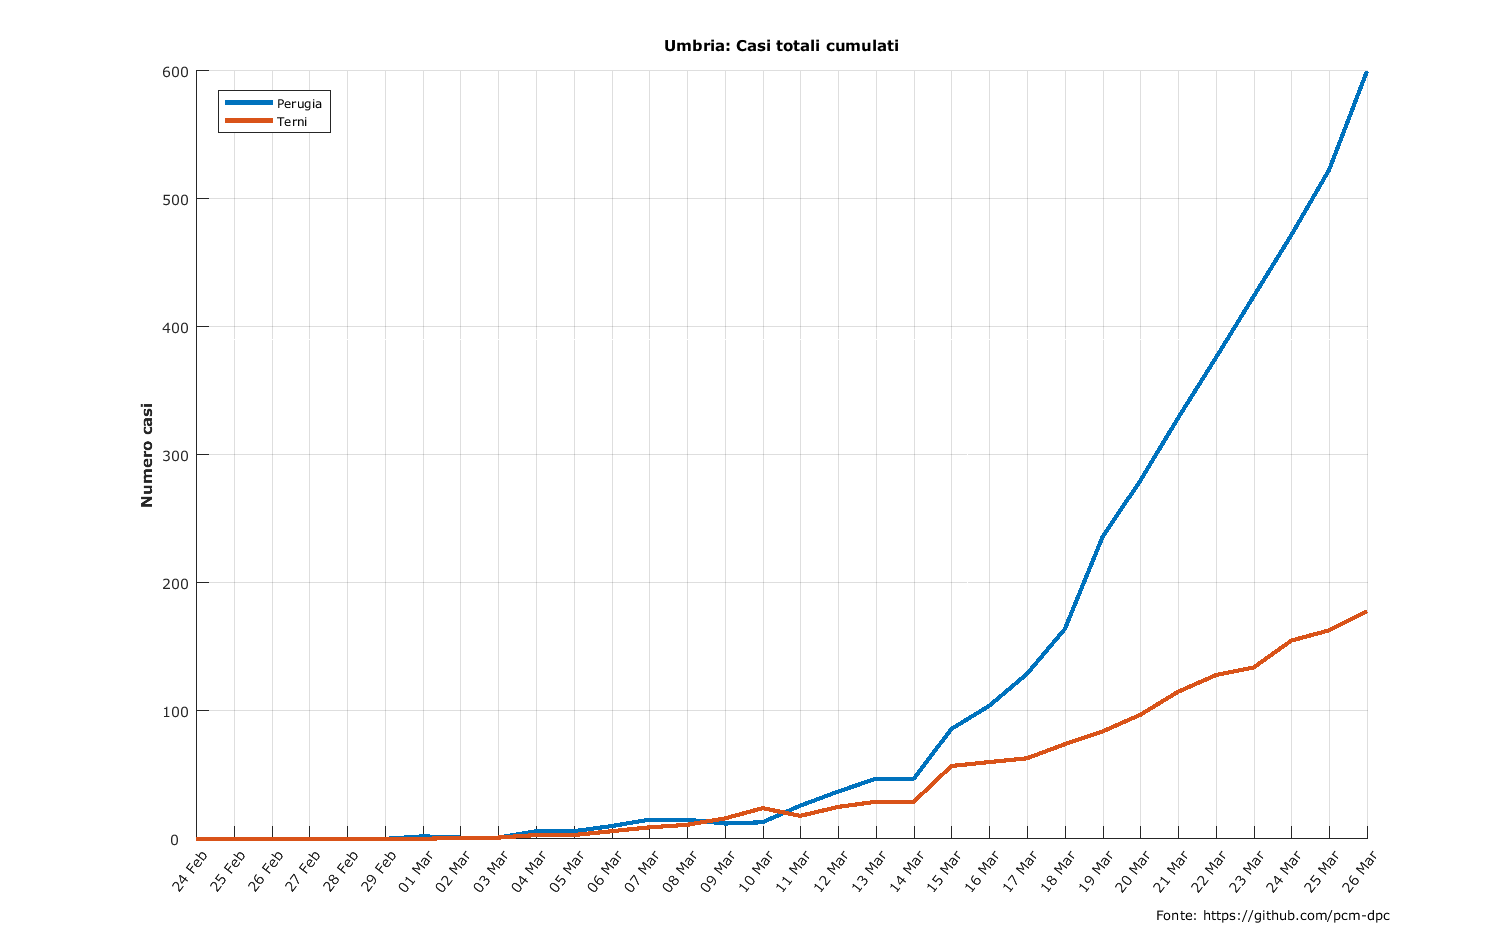 Umbria: Casi totali cumulati
Perugia
Terni
Numero casi
600
500
400
300
200
100
0
24 Feb
25 Feb
26 Feb
27 Feb
28 Feb
29 Feb
01 Mar
02 Mar
03 Mar
04 Mar
05 Mar
06 Mar
07 Mar
08 Mar
09 Mar
10 Mar
11 Mar
12 Mar
13 Mar
14 Mar
15 Mar
16 Mar
17 Mar
18 Mar
19 Mar
20 Mar
21 Mar
22 Mar
23 Mar
24 Mar
25 Mar
26 Mar
Fonte: https://github.com/pcm-dpc